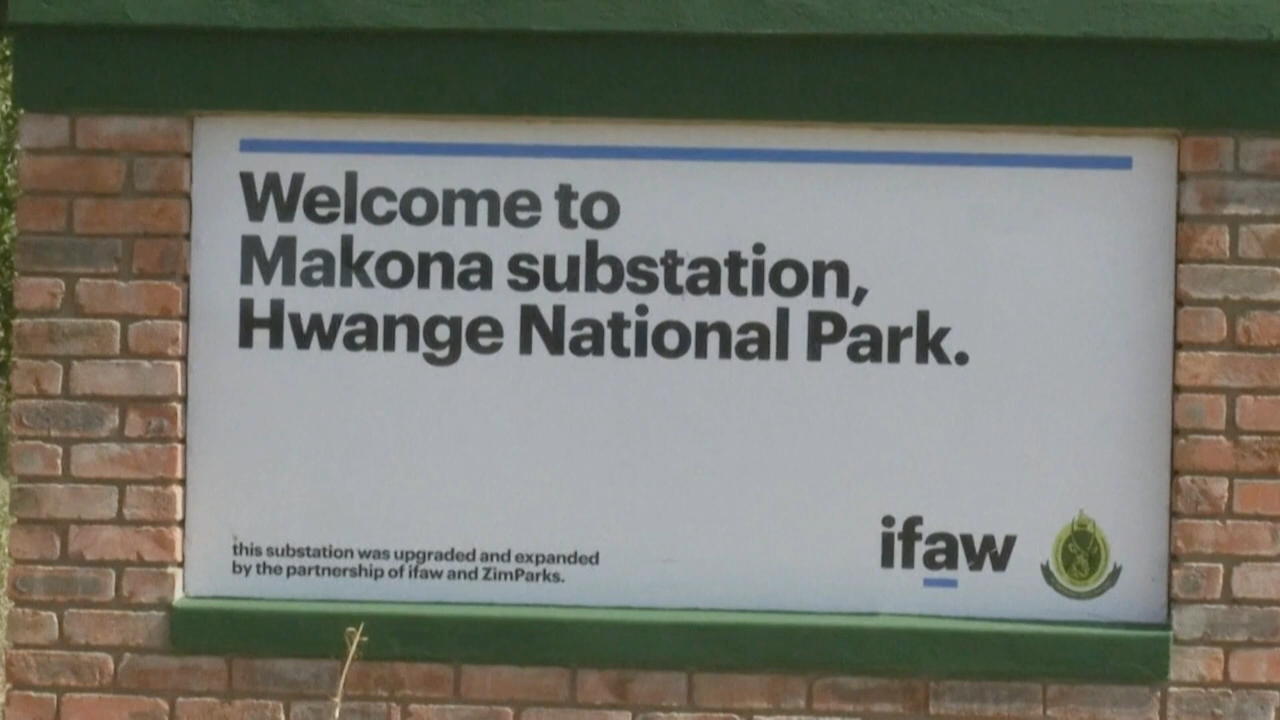 Welcome to
Makona substation,
Hwange National Park.
this substation was upgraded and expanded
by the partnership of ifaw and ZimParks.
ifaw